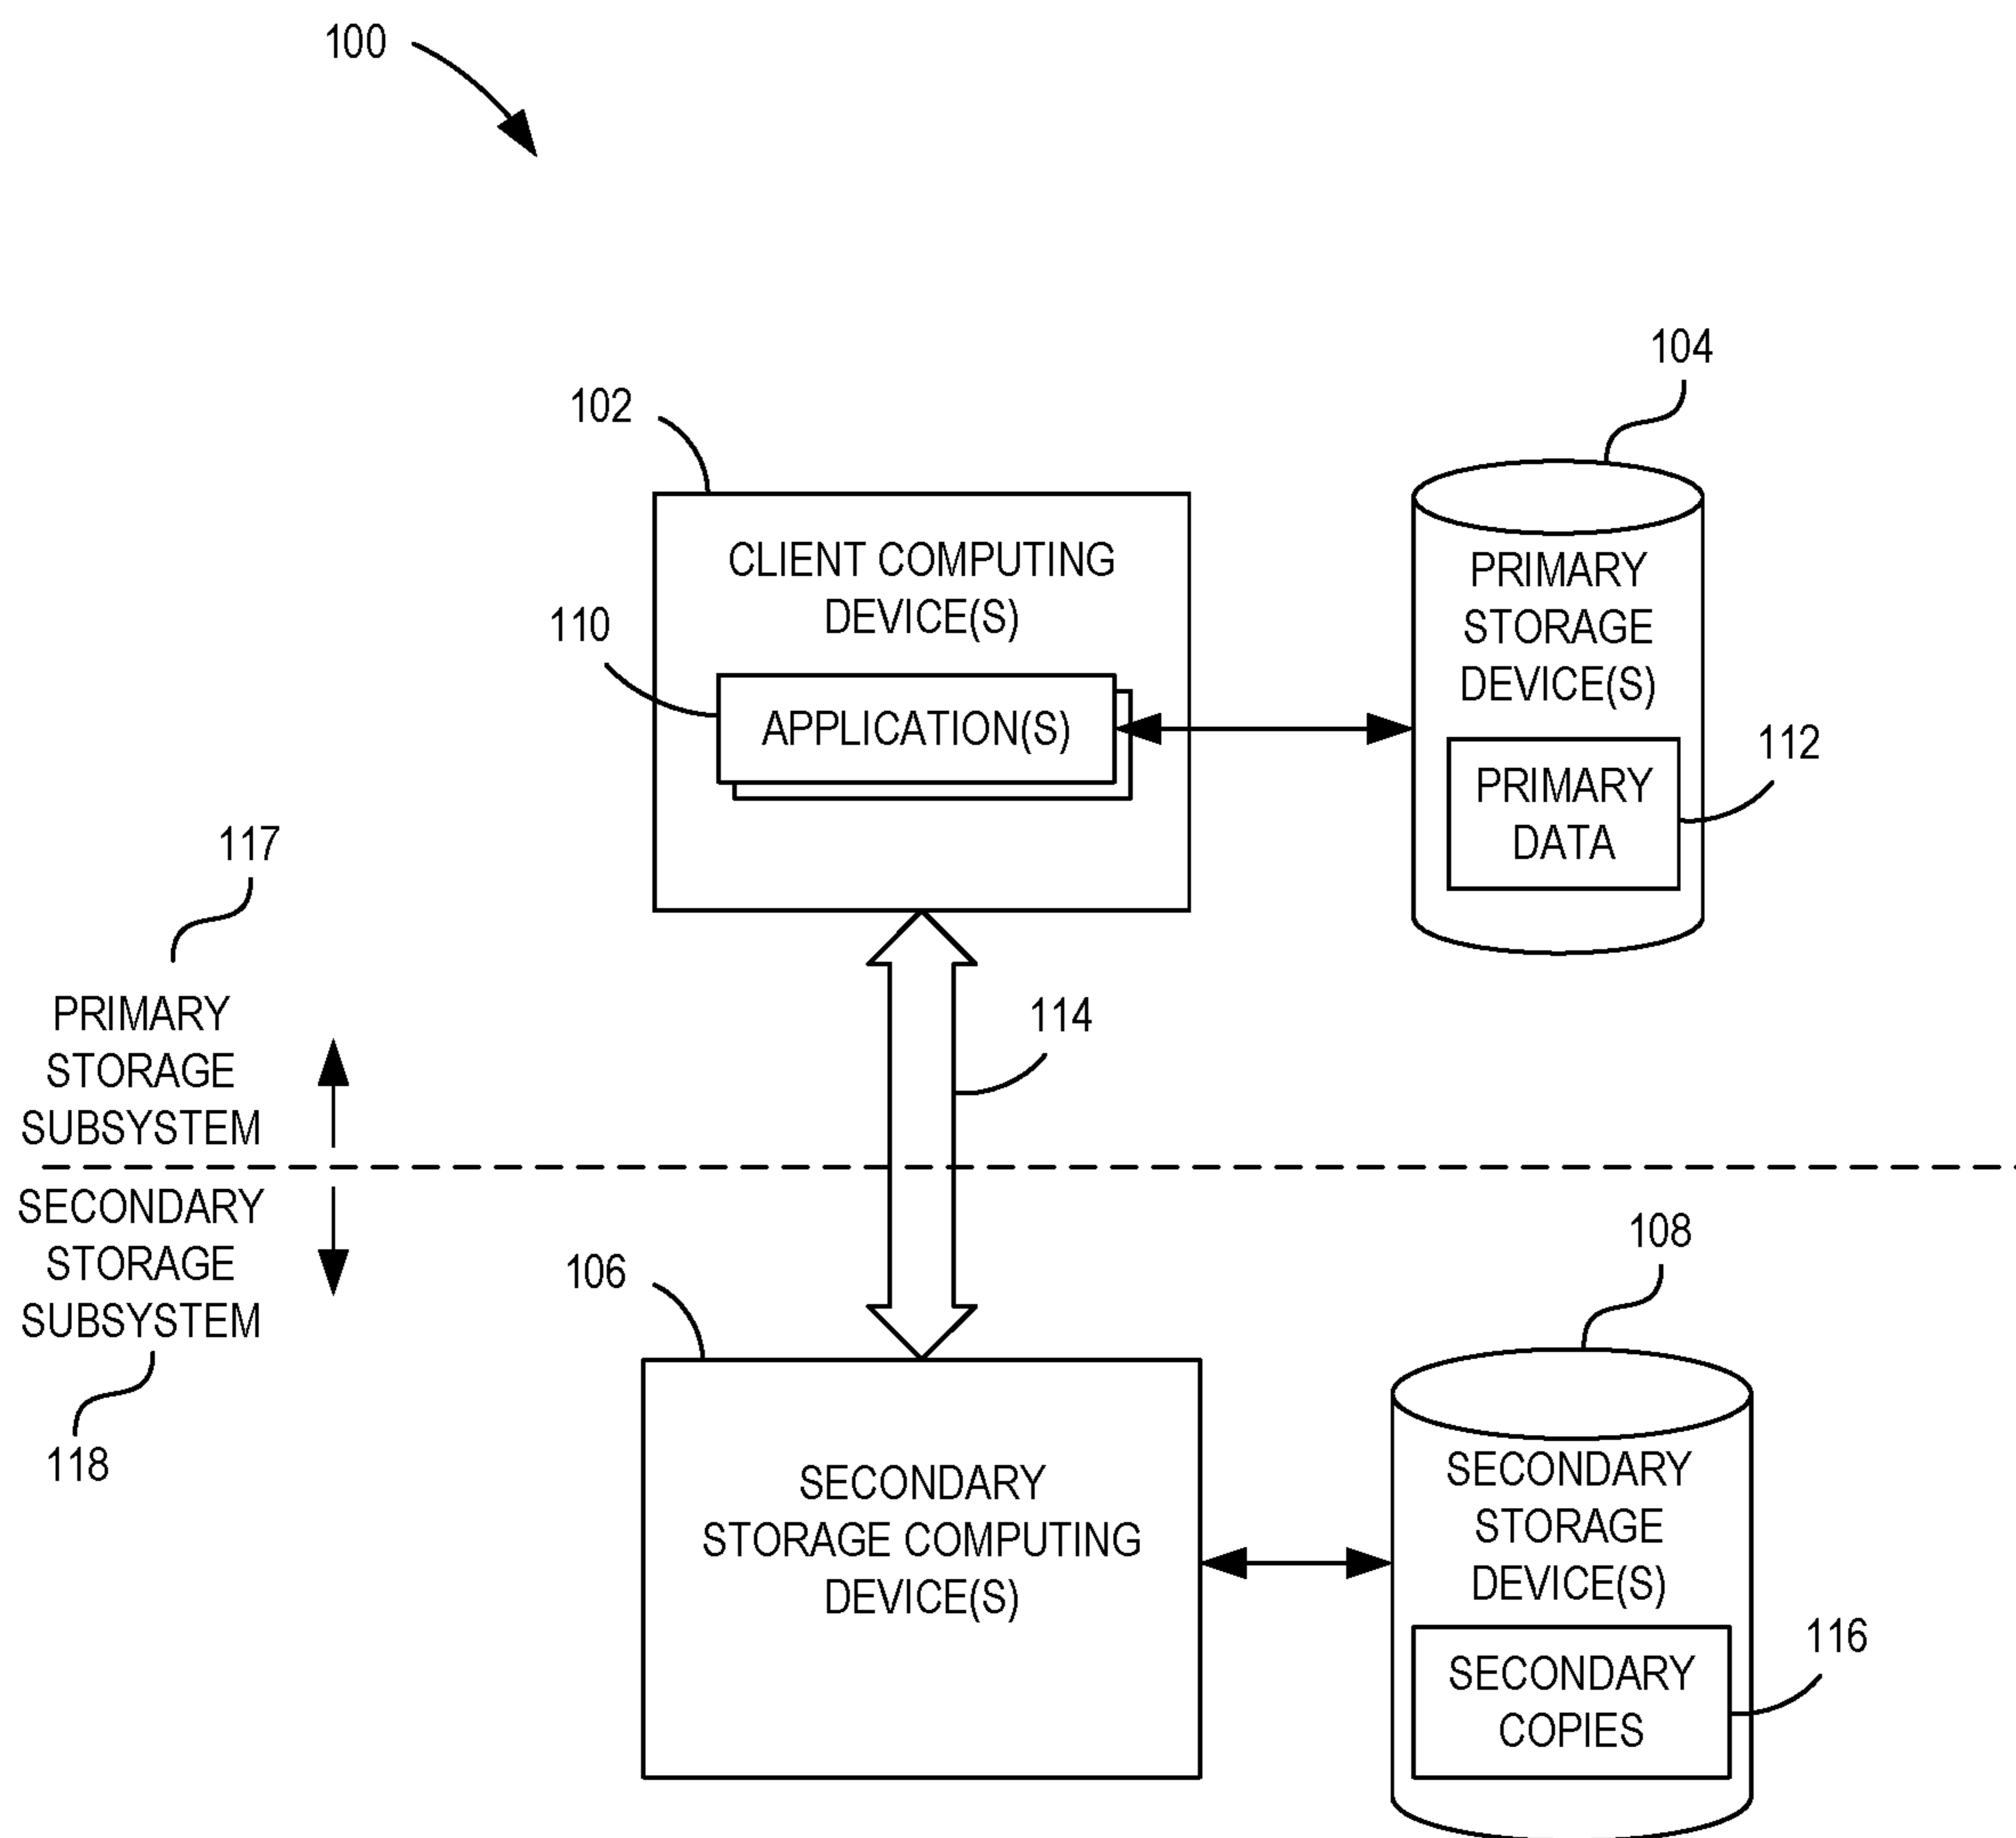 100
104
102
CLIENT COMPUTING
DEVICE(S)
PRIMARY
STORAGE
DEVICE(S)
110
APPLICATION(S)
112
PRIMARY
DATA
117
PRIMARY
STORAGE
SUBSYSTEM
114
SECONDARY
STORAGE
SUBSYSTEM
118
106
108
SECONDARY
STORAGE COMPUTING
DEVICE(S)
SECONDARY
STORAGE
DEVICE(S)
116
SECONDARY
COPIES